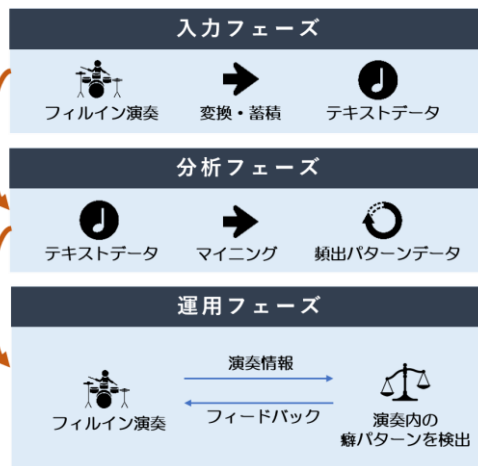 入力フェーズ
フィルイン演奏
変換・蓄積
テキストデータ
分析フェーズ
テキストデータ
マイニング
頻出パターンデータ
運用フェーズ
演奏情報
フィードバック
フィルイン演奏
演奏内の
癖パターンを検出